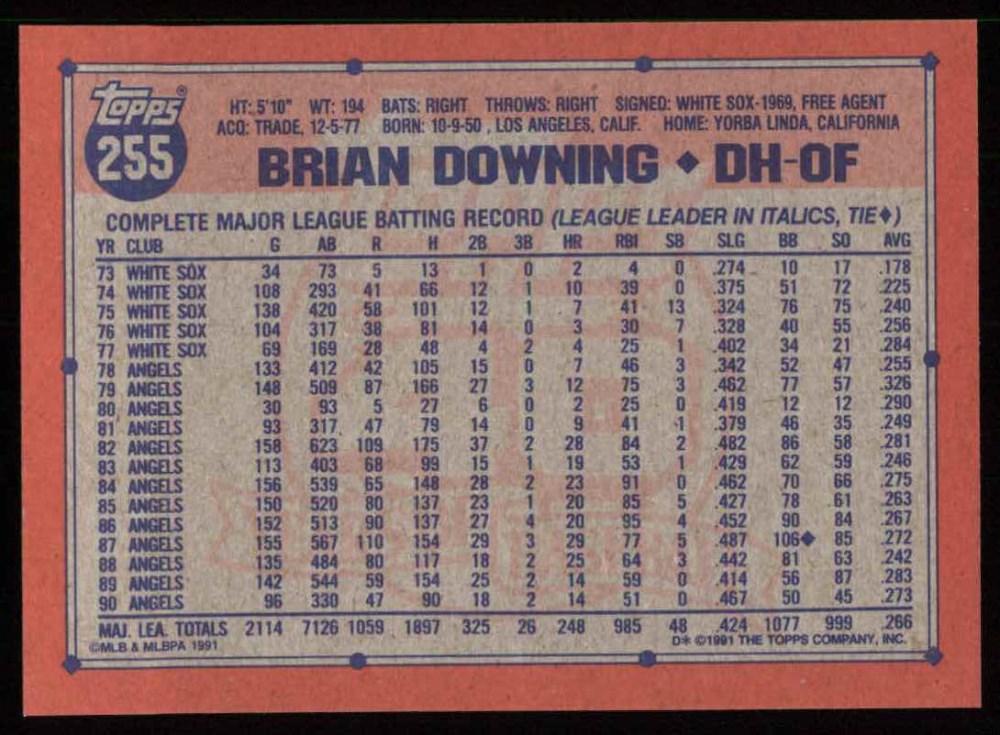 Topps®
255
HT: 5'10" WT: 194 BATS: RIGHT THROWS: RIGHT SIGNED: WHITE SOX-1969, FREE AGENT
ACQ: TRADE, 12-5-77 BORN: 10-9-50, LOS ANGELES, CALIF. HOME: YORBA LINDA, CALIFORNIA
BRIAN DOWNING ♦ DH-OF
COMPLETE MAJOR LEAGUE BATTING RECORD (LEAGUE LEADER IN ITALICS, TIE♦)
YR CLUB G AB R H 2B 3B HR RBI SB SLG BB SO AVG
73 WHITE SOX 34 73 5 13 1 0 2 4 0 .274 10 17 .178
74 WHITE SOX 108 293 41 66 12 1 10 39 0 .375 51 72 .225
75 WHITE SOX 138 420 58 101 12 1 7 41 13 .324 76 75 .240
76 WHITE SOX 104 317 38 81 14 0 3 30 7 .328 40 55 .256
77 WHITE SOX 69 169 28 48 4 2 4 25 1 .402 34 21 .284
78 ANGELS 133 412 42 105 15 0 7 46 3 .342 52 47 .255
79 ANGELS 148 509 87 166 27 3 12 75 3 .462 77 57 .326
80 ANGELS 30 93 5 27 6 0 2 25 0 .419 12 12 .290
81 ANGELS 93 317 47 79 14 0 9 41 1 .379 46 35 .249
82 ANGELS 158 623 109 175 37 2 28 84 2 .482 86 58 .281
83 ANGELS 113 403 68 99 15 1 19 53 1 .429 62 59 .246
84 ANGELS 156 539 65 148 28 2 23 91 0 .462 70 66 .275
85 ANGELS 150 520 80 137 23 1 20 85 5 .427 78 61 .263
86 ANGELS 152 513 90 137 27 4 20 95 4 .452 90 84 .267
87 ANGELS 155 567 110 154 29 3 29 77 5 .487 106♦ 85 .272
88 ANGELS 135 484 80 117 18 2 25 64 3 .442 81 63 .242
89 ANGELS 142 544 59 154 25 2 14 59 0 .414 56 87 .283
90 ANGELS 96 330 47 90 18 2 14 51 0 .467 50 45 .273
MAJ. LEA. TOTALS 2114 7126 1059 1897 325 26 248 985 48 .424 1077 999 .266
©MLB & MLBPA 1991 D* ©1991 THE TOPPS COMPANY, INC.